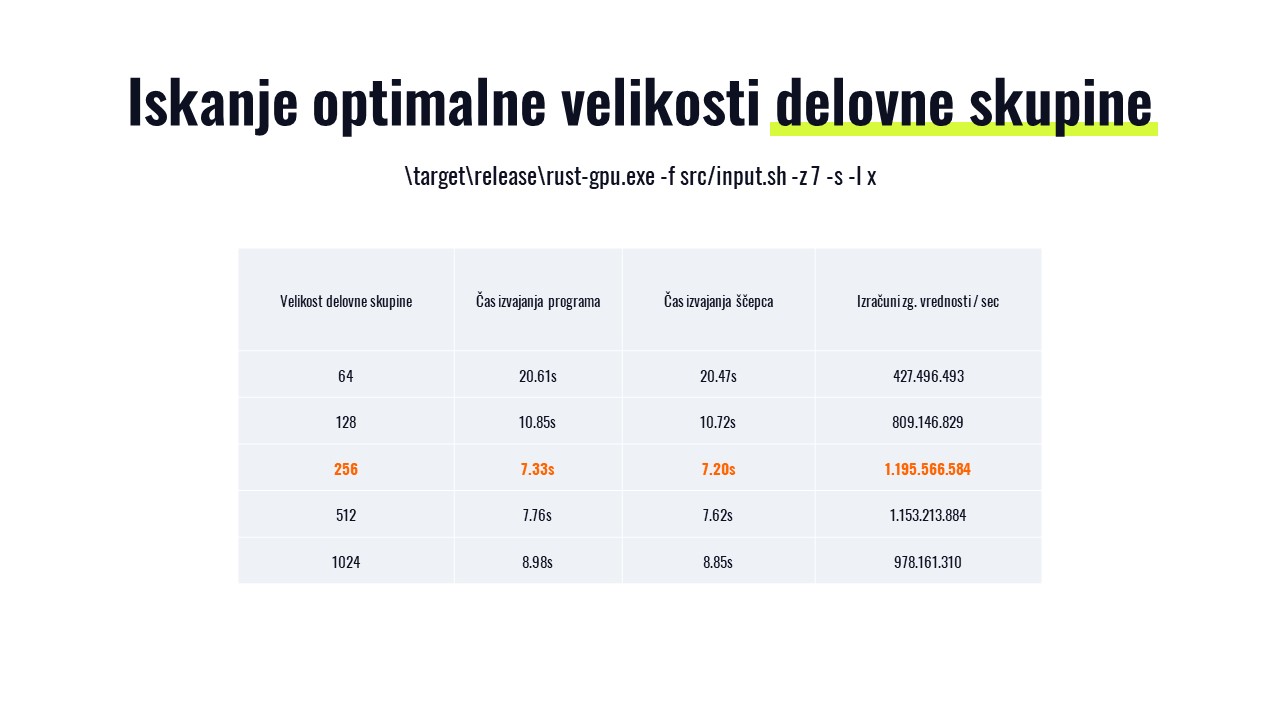 Iskanje optimalne velikosti delovne skupine
\target\release\rust-gpu.exe -f src/input.sh -z 7 -s -l x
Velikost delovne skupine Čas izvajanja programa Čas izvajanja ščepca Izračuni zg. vrednosti / sec
64 20.61s 20.47s 427.496.493
128 10.85s 10.72s 809.146.829
256 7.33s 7.20s 1.195.566.584
512 7.76s 7.62s 1.153.213.884
1024 8.98s 8.85s 978.161.310